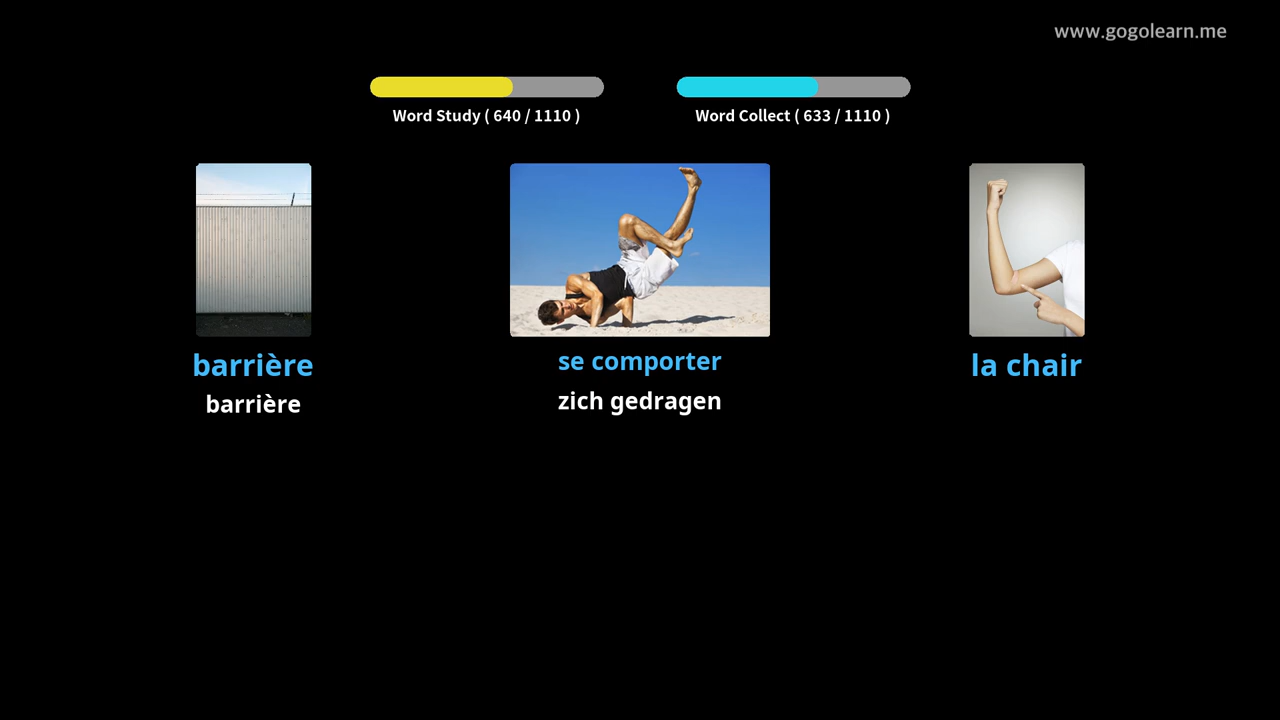 www.gogolearn.me
Word Study ( 640 / 1110 )
Word Collect ( 633 / 1110 )
barrière
barrière
se comporter
zich gedragen
la chair